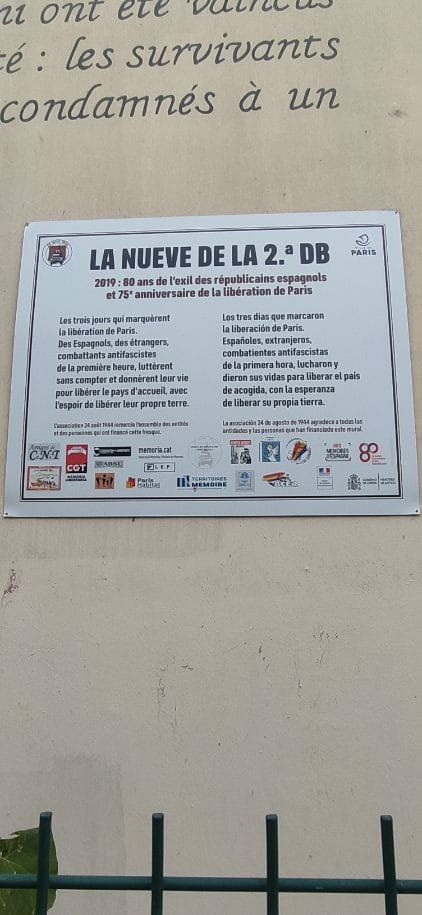 ni ont été vaincus
té : les survivants
condamnés à un
LA NUEVE DE LA 2.ª DB
PARIS
2019 : 80 ans de l'exil des républicains espagnols
et 75e anniversaire de la libération de Paris
Les trois jours qui marquèrent
la libération de Paris.
Des Espagnols, des étrangers,
combattants antifascistes
de la première heure, luttèrent
sans compter et donnèrent leur vie
pour libérer le pays d'accueil, avec
l'espoir de libérer leur propre terre.
Los tres días que marcaron
la liberación de París.
Españoles, extranjeros,
combatientes antifascistas
de la primera hora, lucharon y
dieron sus vidas para liberar el país
de acogida, con la esperanza
de liberar su propia tierra.
L'association 24 août 1944 remercie l'ensemble des entités
et des personnes qui ont financé cette fresque.
La asociación 24 de agosto de 1944 agradece a todas las
entidades y las personas que han financiado este mural.
Amigos de
CNT
CGT
memoria.cat
FLEP
Paris
Habitat
TERRITOIRES
MÉMOIRE
MÉMOIRES
D'ESPAGNE
80